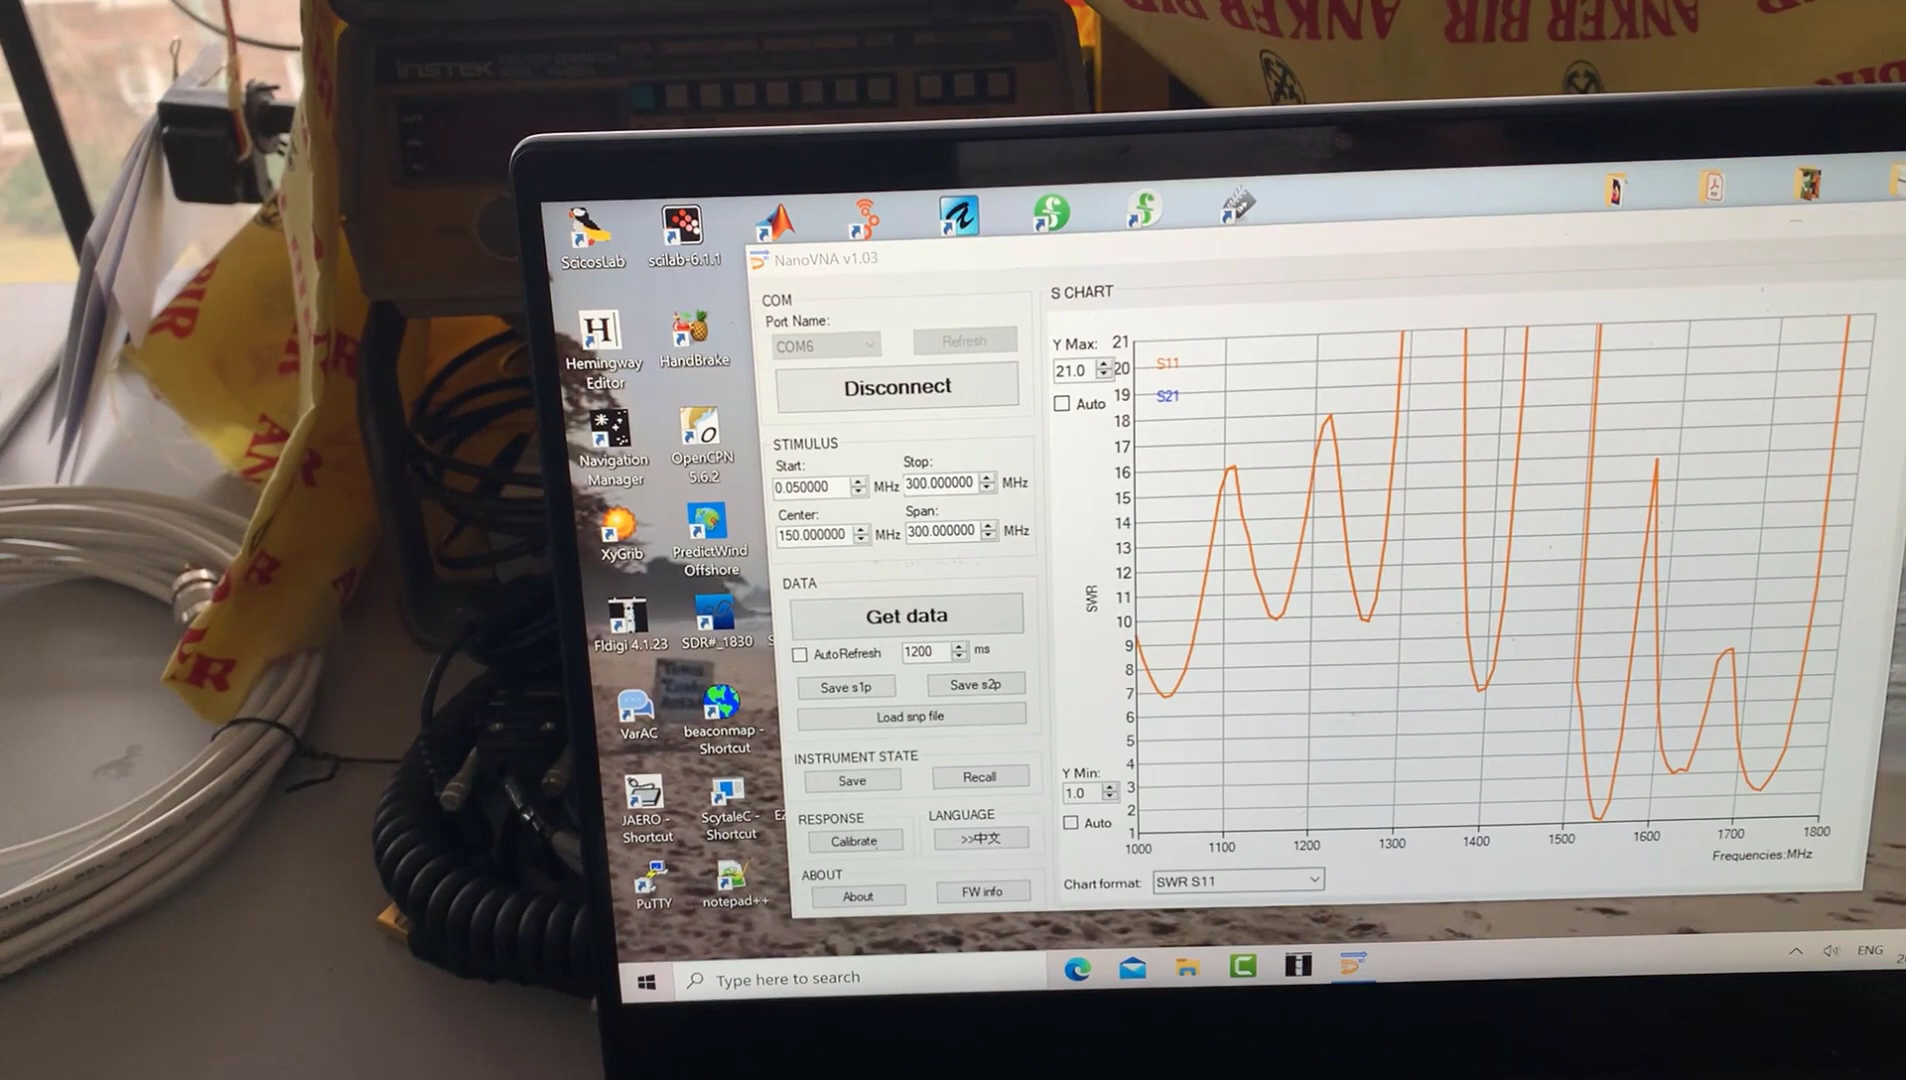 ANKER BIR
ANKER BIR
INSTEK
ScicosLab
scilab-6.1.1
Hemingway
Editor
HandBrake
Navigation
Manager
OpenCPN
5.6.2
XyGrib
PredictWind
Offshore
Fldigi 4.1.23
SDR#_1830
VarAC
beaconmap -
Shortcut
JAERO -
Shortcut
ScytaleC -
Shortcut
PuTTY
notepad++
NanoVNA v1.03
COM
Port Name:
COM6
Refresh
Disconnect
STIMULUS
Start:
Stop:
0.050000 MHz
300.000000 MHz
Center:
Span:
150.000000 MHz
300.000000 MHz
DATA
Get data
AutoRefresh
1200
ms
Save s1p
Save s2p
Load snp file
INSTRUMENT STATE
Save
Recall
RESPONSE
LANGUAGE
Calibrate
>>中文
ABOUT
About
FW info
S CHART
Y Max:
21.0
Auto
S11
S21
21
20
19
18
17
16
15
14
13
12
11
10
9
8
7
6
5
4
3
2
1
SWR
Y Min:
1.0
Auto
1000
1100
1200
1300
1400
1500
1600
1700
1800
Frequencies:MHz
Chart format:
SWR S11
Type here to search
ENG